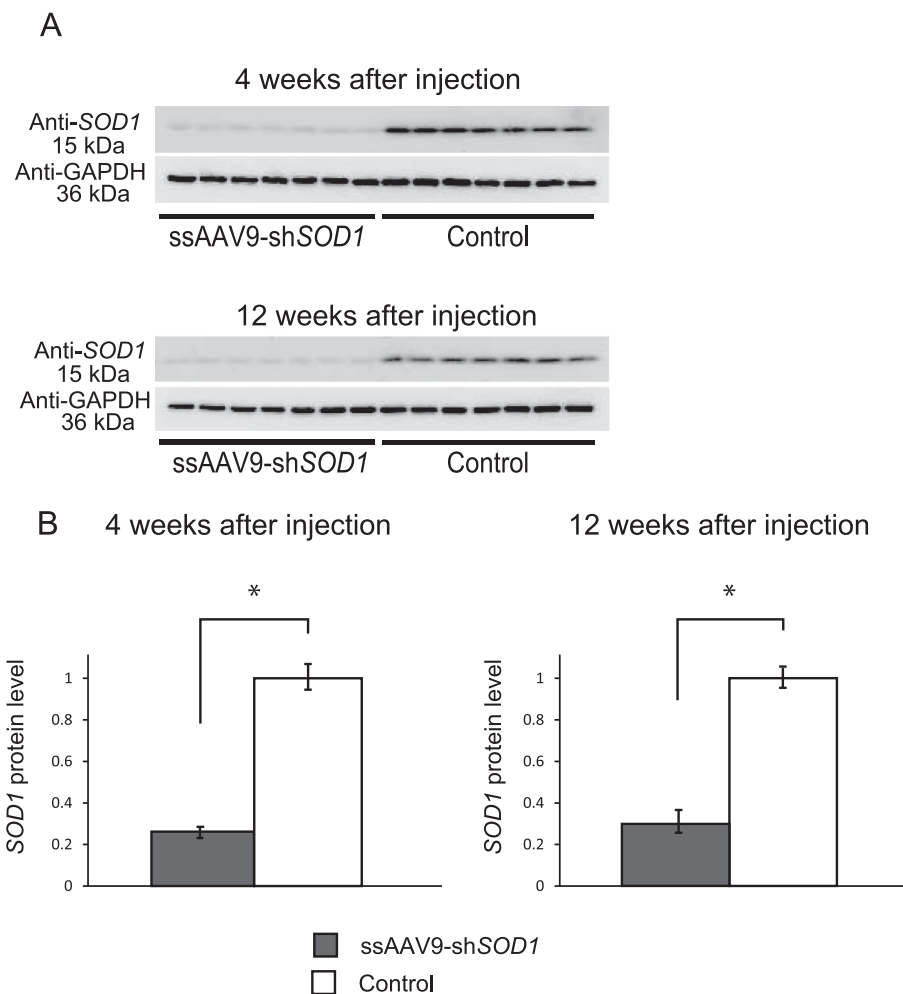 A
4 weeks after injection
Anti-SOD1
15 kDa
Anti-GAPDH
36 kDa
ssAAV9-shSOD1 Control
12 weeks after injection
Anti-SOD1
15 kDa
Anti-GAPDH
36 kDa
ssAAV9-shSOD1 Control
B 4 weeks after injection 12 weeks after injection
*
*
SOD1 protein level
1
0.8
0.6
0.4
0.2
0
SOD1 protein level
1
0.8
0.6
0.4
0.2
0
ssAAV9-shSOD1
Control